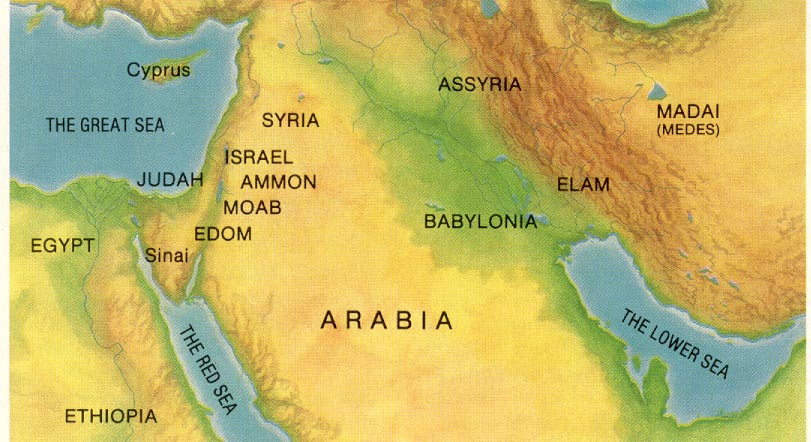 Cyprus
ASSYRIA
MADAI
(MEDES)
THE GREAT SEA
SYRIA
ISRAEL
JUDAH
AMMON
ELAM
MOAB
BABYLONIA
EDOM
EGYPT
Sinai
ARABIA
THE LOWER SEA
THE RED SEA
ETHIOPIA